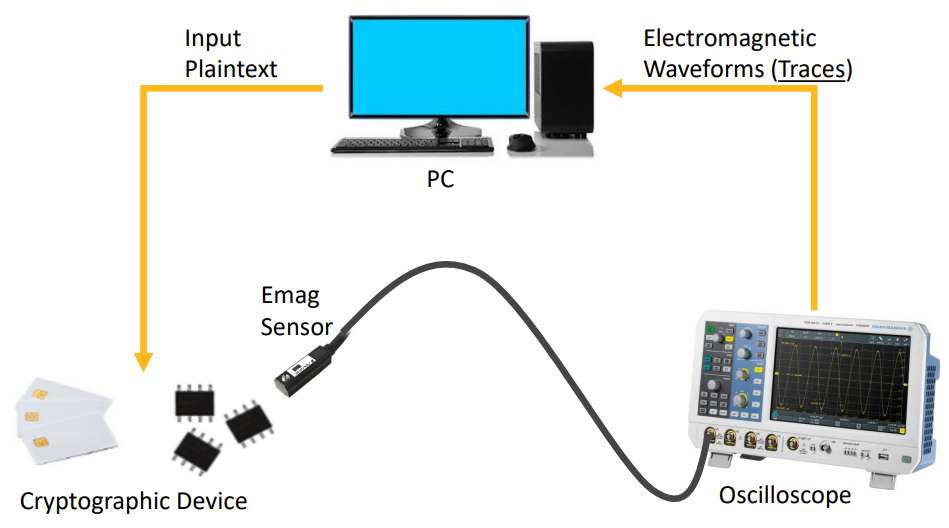 Input
Plaintext
Electromagnetic
Waveforms (Traces)
PC
Emag
Sensor
Cryptographic Device
Oscilloscope